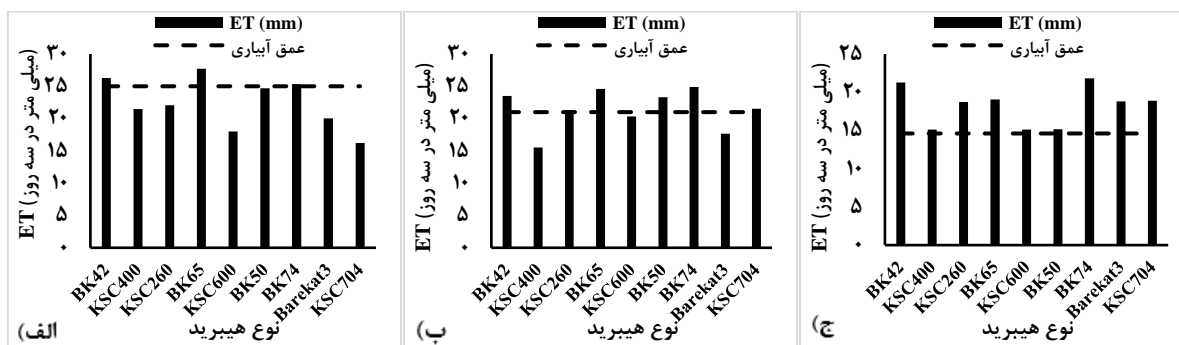 ET (mm)
عمق آبیاری
ET (میلی متر در سه روز)
۳۰
۲۵
۲۰
۱۵
۱۰
۵
۰
BK42
KSC400
KSC260
BK65
KSC600
BK50
BK74
Barekat3
KSC704
نوع هیبرید
الف)
ET (mm)
عمق آبیاری
ET (میلی متر در سه روز)
۳۰
۲۵
۲۰
۱۵
۱۰
۵
۰
BK42
KSC400
KSC260
BK65
KSC600
BK50
BK74
Barekat3
KSC704
نوع هیبرید
ب)
ET (mm)
عمق آبیاری
ET (میلی متر در سه روز)
۲۵
۲۰
۱۵
۱۰
۵
۰
BK42
KSC400
KSC260
BK65
KSC600
BK50
BK74
Barekat3
KSC704
نوع هیبرید
ج)